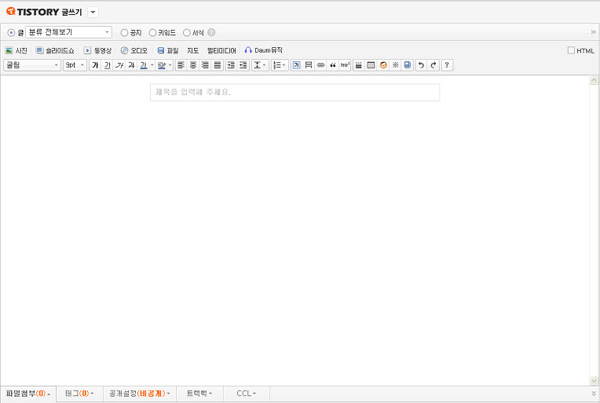 TISTORY 글쓰기
글 분류 전체보기 공지 키워드 서식 ?
사진 슬라이드쇼 동영상 오디오 파일 지도 멀티미디어 Daum뮤직 HTML
굴림 9pt 가 가 가 가 가 ?
제목을 입력해 주세요.
파일첨부(0) 태그(0) 공개설정(비공개) 트랙백 CCL